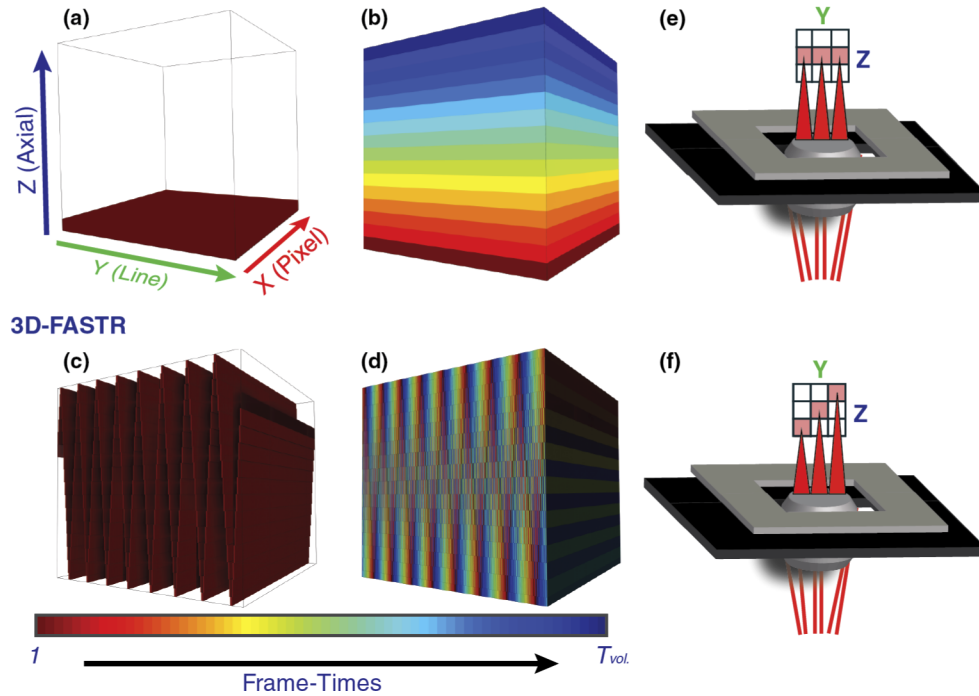 (a)
(b)
(e)
Z (Axial)
Y (Line)
X (Pixel)
Y
Z
3D-FASTR
(c)
(d)
(f)
Y
Z
1
Tvol.
Frame-Times